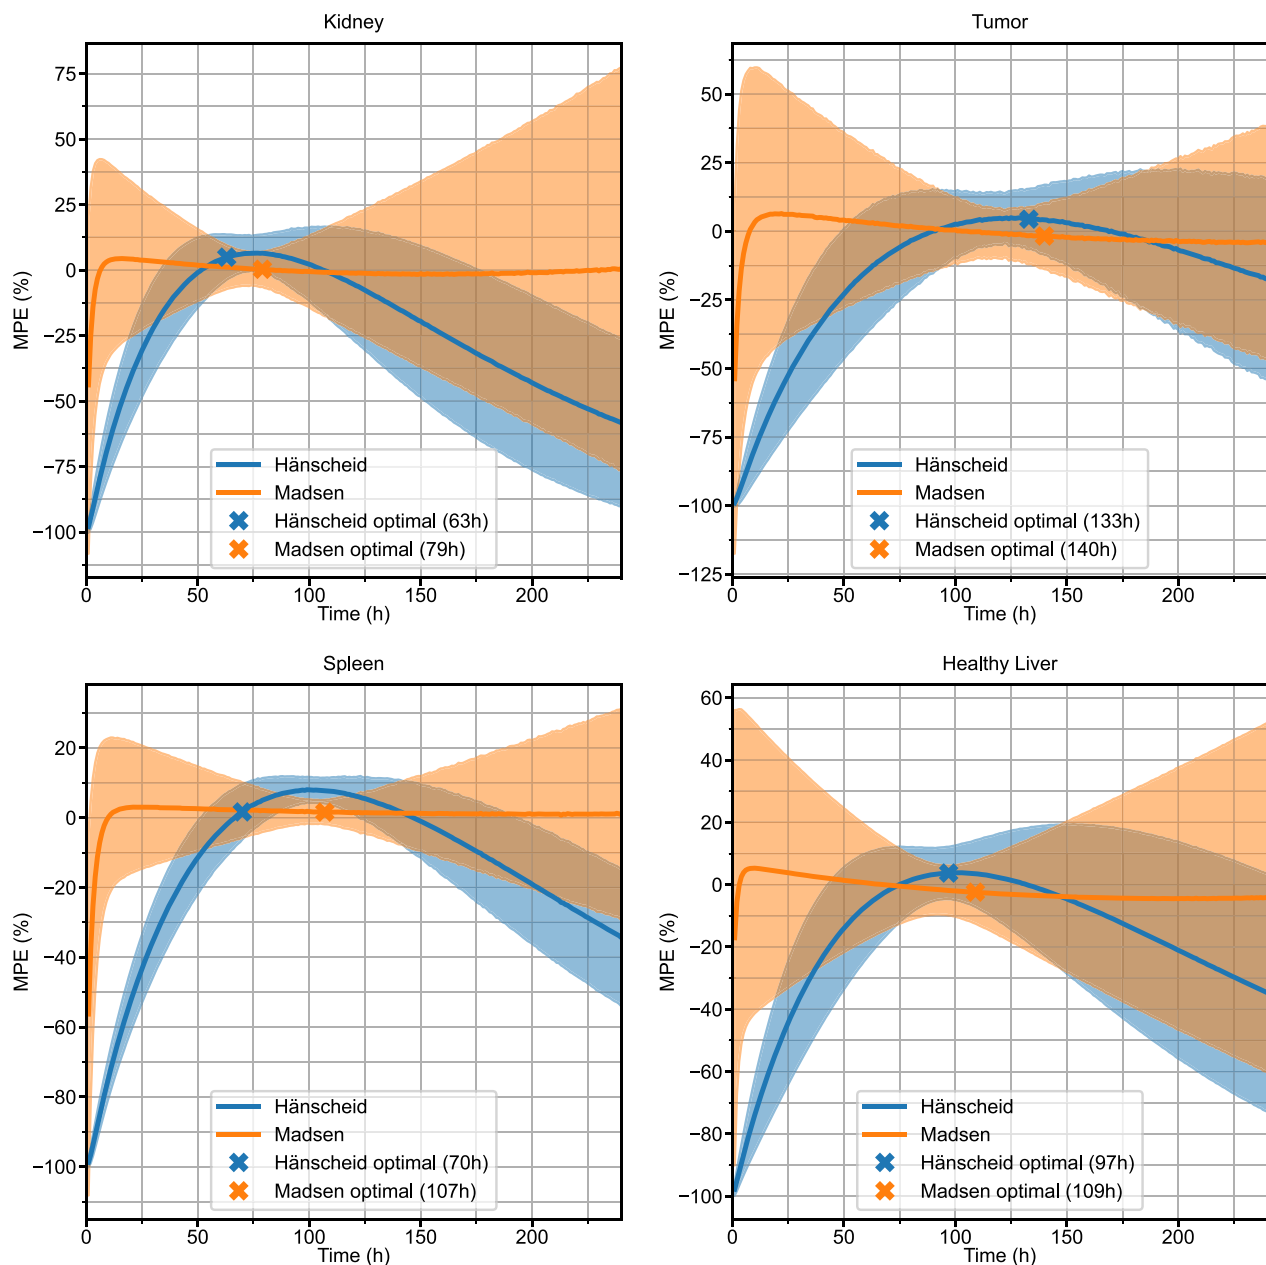 Kidney
MPE (%)
75
50
25
0
−25
−50
−75
−100
Hänscheid
Madsen
Hänscheid optimal (63h)
Madsen optimal (79h)
0 50 100 150 200
Time (h)
Tumor
MPE (%)
50
25
0
−25
−50
−75
−100
−125
Hänscheid
Madsen
Hänscheid optimal (133h)
Madsen optimal (140h)
0 50 100 150 200
Time (h)
Spleen
MPE (%)
20
0
−20
−40
−60
−80
−100
Hänscheid
Madsen
Hänscheid optimal (70h)
Madsen optimal (107h)
0 50 100 150 200
Time (h)
Healthy Liver
MPE (%)
60
40
20
0
−20
−40
−60
−80
−100
Hänscheid
Madsen
Hänscheid optimal (97h)
Madsen optimal (109h)
0 50 100 150 200
Time (h)